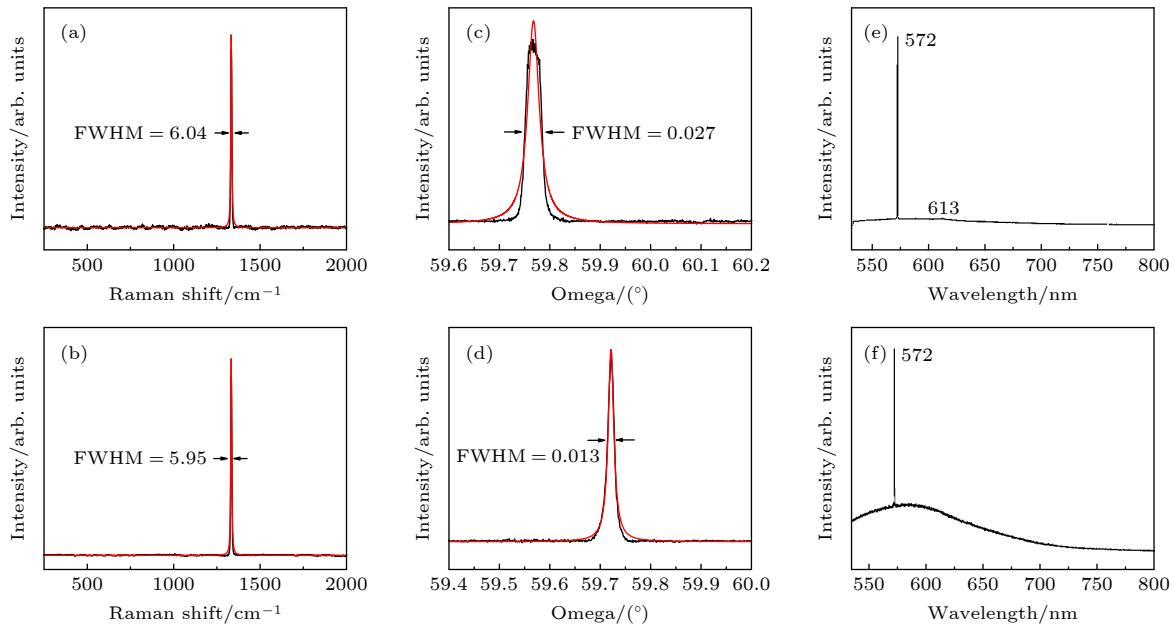 (a)
Intensity/arb. units
FWHM = 6.04
500 1000 1500 2000
Raman shift/cm⁻¹
(c)
Intensity/arb. units
FWHM = 0.027
59.6 59.7 59.8 59.9 60.0 60.1 60.2
Omega/(°)
(e)
Intensity/arb. units
572
613
550 600 650 700 750 800
Wavelength/nm
(b)
Intensity/arb. units
FWHM = 5.95
500 1000 1500 2000
Raman shift/cm⁻¹
(d)
Intensity/arb. units
FWHM = 0.013
59.4 59.5 59.6 59.7 59.8 59.9 60.0
Omega/(°)
(f)
Intensity/arb. units
572
550 600 650 700 750 800
Wavelength/nm